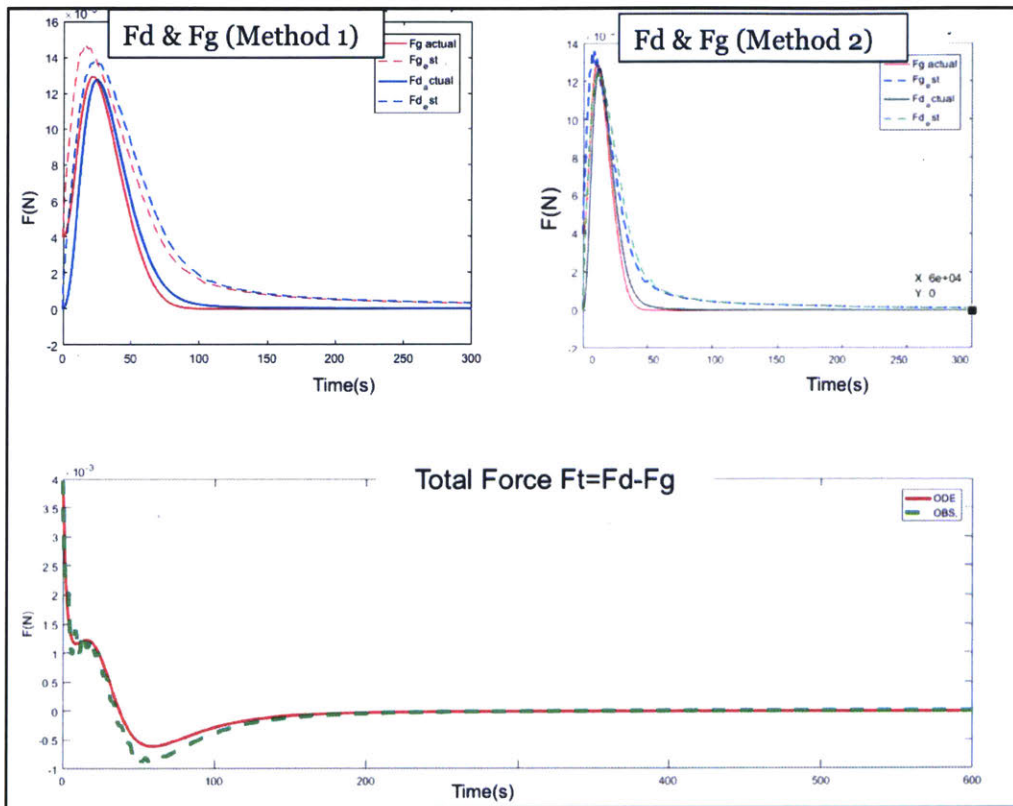 Fd & Fg (Method 1)
Fg actual
Fg_est
Fd_actual
Fd_est
16
14
12
10
8
6
4
2
0
-2
F(N)
0 50 100 150 200 250 300
Time(s)
Fd & Fg (Method 2)
Fg actual
Fg_est
Fd_actual
Fd_est
14
12
10
8
6
4
2
0
-2
F(N)
X 6e+04
Y 0
0 50 100 150 200 250 300
Time(s)
Total Force Ft=Fd-Fg
× 10^-3
ODE
OBS.
4
3.5
3
2.5
2
1.5
1
0.5
0
-0.5
-1
F(N)
0 100 200 300 400 500 600
Time(s)